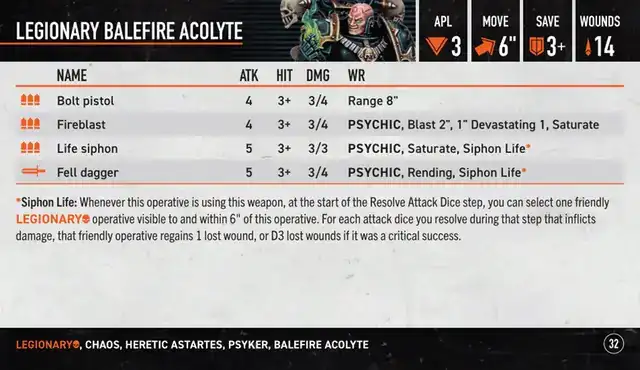 LEGIONARY BALEFIRE ACOLYTE
APL MOVE SAVE WOUNDS
3 6" 3+ 14
NAME ATK HIT DMG WR
Bolt pistol 4 3+ 3/4 Range 8"
Fireblast 4 3+ 3/4 PSYCHIC, Blast 2", 1" Devastating 1, Saturate
Life siphon 5 3+ 3/3 PSYCHIC, Saturate, Siphon Life*
Fell dagger 5 3+ 3/4 PSYCHIC, Rending, Siphon Life*
*Siphon Life: Whenever this operative is using this weapon, at the start of the Resolve Attack Dice step, you can select one friendly
LEGIONARY operative visible to and within 6" of this operative. For each attack dice you resolve during that step that inflicts
damage, that friendly operative regains 1 lost wound, or D3 lost wounds if it was a critical success.
LEGIONARY, CHAOS, HERETIC ASTARTES, PSYKER, BALEFIRE ACOLYTE
32